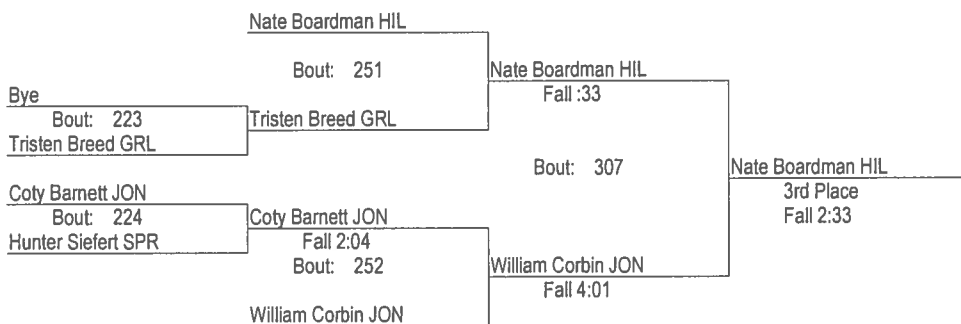 Nate Boardman HIL
Bout: 251
Nate Boardman HIL
Fall :33
Bye
Bout: 223
Tristen Breed GRL
Tristen Breed GRL
Bout: 307
Nate Boardman HIL
3rd Place
Fall 2:33
Coty Barnett JON
Bout: 224
Coty Barnett JON
Hunter Siefert SPR
Fall 2:04
Bout: 252
William Corbin JON
Fall 4:01
William Corbin JON